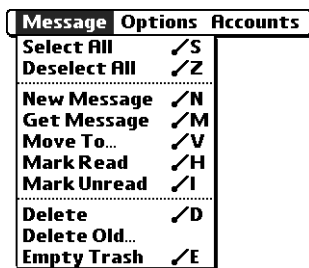 Message Options Accounts
Select All /S
Deselect All /Z
New Message /N
Get Message /M
Move To... /V
Mark Read /H
Mark Unread /I
Delete /D
Delete Old...
Empty Trash /E